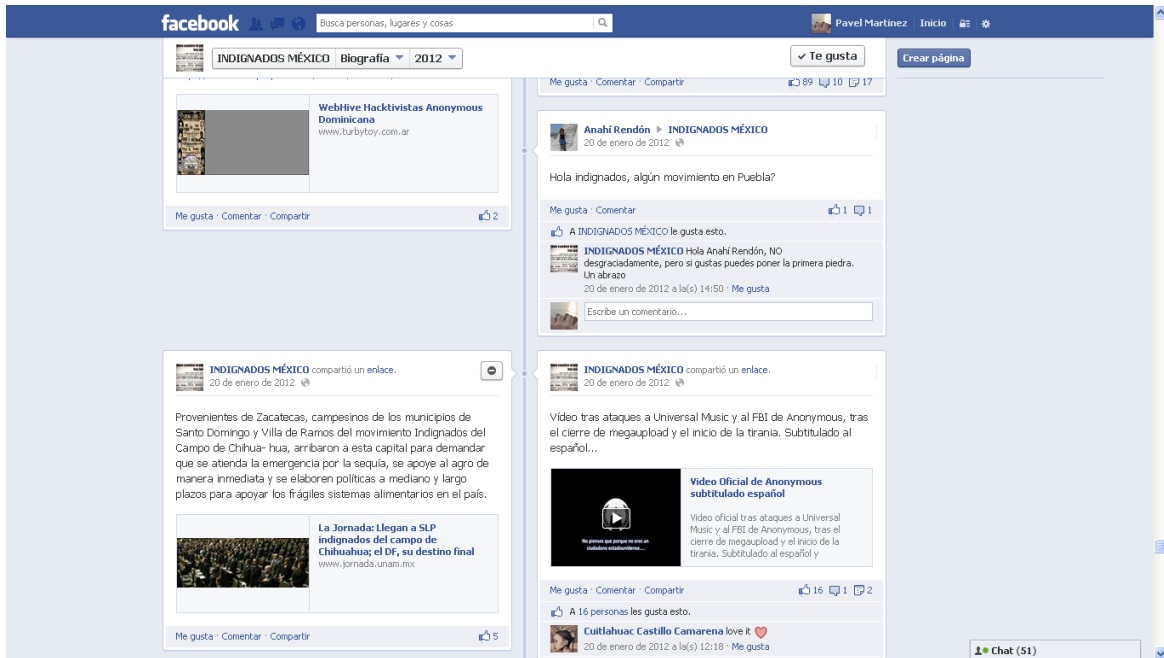 facebook
Busca personas, lugares y cosas
Pavel Martinez Inicio
INDIGNADOS MÉXICO Biografía 2012
Te gusta
Crear página
WebHive Hacktivistas Anonymous
Dominicana
www.turbytoy.com.ar
Me gusta · Comentar · Compartir 2
Me gusta · Comentar · Compartir 89 10 17
Anahí Rendón INDIGNADOS MÉXICO
20 de enero de 2012
Hola indignados, algún movimiento en Puebla?
Me gusta · Comentar 1 1
A INDIGNADOS MÉXICO le gusta esto.
INDIGNADOS MÉXICO Hola Anahí Rendón, NO
desgraciadamente, pero si gustas puedes poner la primera piedra.
Un abrazo
20 de enero de 2012 a la(s) 14:50 · Me gusta
Escribe un comentario...
INDIGNADOS MÉXICO compartió un enlace.
20 de enero de 2012
Provenientes de Zacatecas, campesinos de los municipios de
Santo Domingo y Villa de Ramos del movimiento Indignados del
Campo de Chihua- hua, arribaron a esta capital para demandar
que se atienda la emergencia por la sequía, se apoye al agro de
manera inmediata y se elaboren políticas a mediano y largo
plazos para apoyar los frágiles sistemas alimentarios en el país.
La Jornada: Llegan a SLP
indignados del campo de
Chihuahua; el DF, su destino final
www.jornada.unam.mx
Me gusta · Comentar · Compartir 5
INDIGNADOS MÉXICO compartió un enlace.
20 de enero de 2012
Vídeo tras ataques a Universal Music y al FBI de Anonymous, tras
el cierre de megaupload y el inicio de la tirania. Subtitulado al
español...
No pienses que porque no eres un
ciudadano estadounidense...
Video Oficial de Anonymous
subtitulado español
Video oficial tras ataques a Universal
Music y al FBI de Anonymous, tras el
cierre de megaupload y el inicio de la
tirania. Subtitulado al español y
Me gusta · Comentar · Compartir 16 1 2
A 16 personas les gusta esto.
Cuitlahuac Castillo Camarena love it
20 de enero de 2012 a la(s) 12:18 · Me gusta
Chat (51)